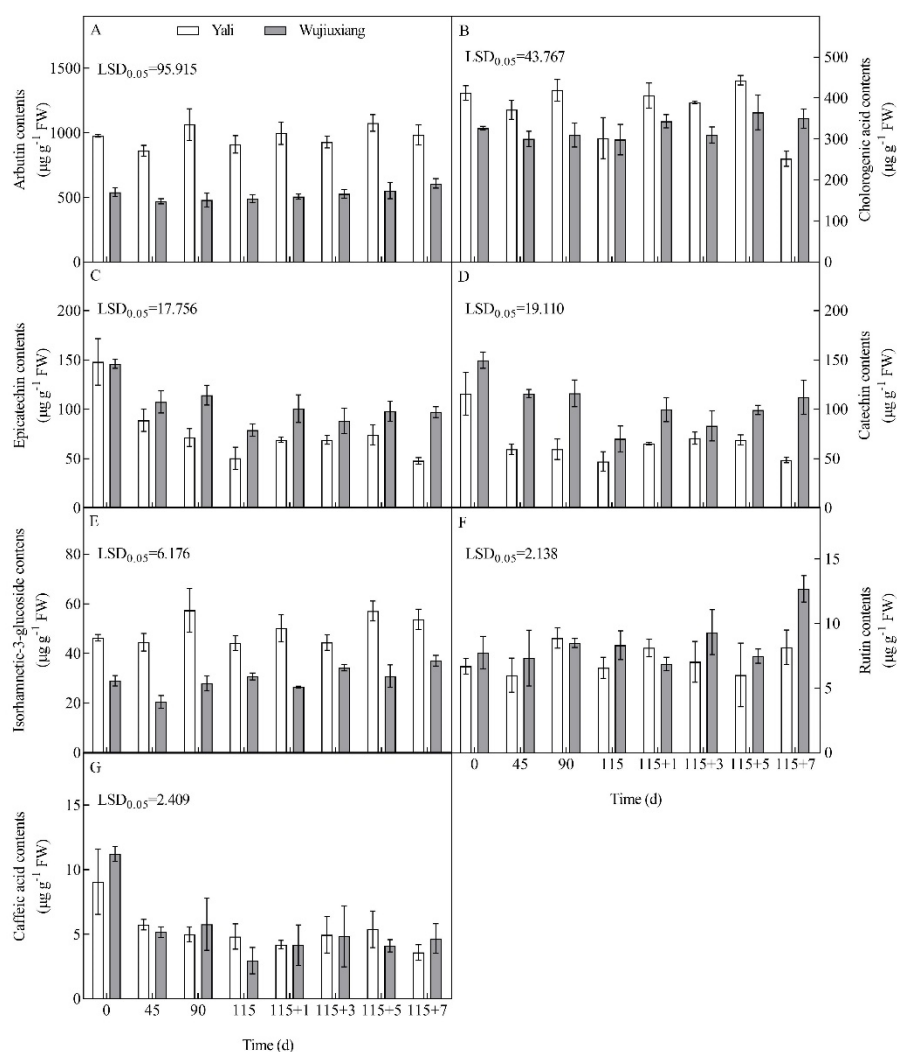 A
Yali
Wujiuxiang
LSD0.05=95.915
1500
1000
500
0
Arbutin contents
(μg g-1 FW)
B
LSD0.05=43.767
500
400
300
200
100
0
Chlorogenic acid contents
(μg g-1 FW)
C
LSD0.05=17.756
200
150
100
50
0
Epicatechin contents
(μg g-1 FW)
D
LSD0.05=19.110
200
150
100
50
0
Catechin contents
(μg g-1 FW)
E
LSD0.05=6.176
80
60
40
20
0
Isorhamnetic-3-glucoside contens
(μg g-1 FW)
F
LSD0.05=2.138
15
10
5
0
Rutin contents
(μg g-1 FW)
0 45 90 115 115+1 115+3 115+5 115+7
Time (d)
G
LSD0.05=2.409
15
10
5
0
Caffeic acid contents
(μg g-1 FW)
0 45 90 115 115+1 115+3 115+5 115+7
Time (d)